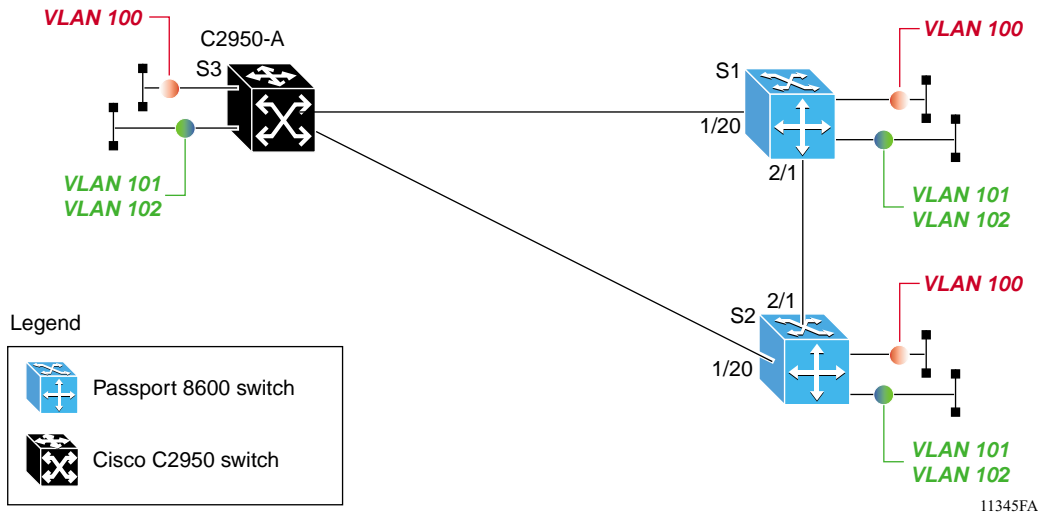 VLAN 100
C2950-A
S3
VLAN 101
VLAN 102
S1
1/20
2/1
VLAN 100
VLAN 101
VLAN 102
2/1
S2
1/20
VLAN 100
VLAN 101
VLAN 102
Legend
Passport 8600 switch
Cisco C2950 switch
11345FA